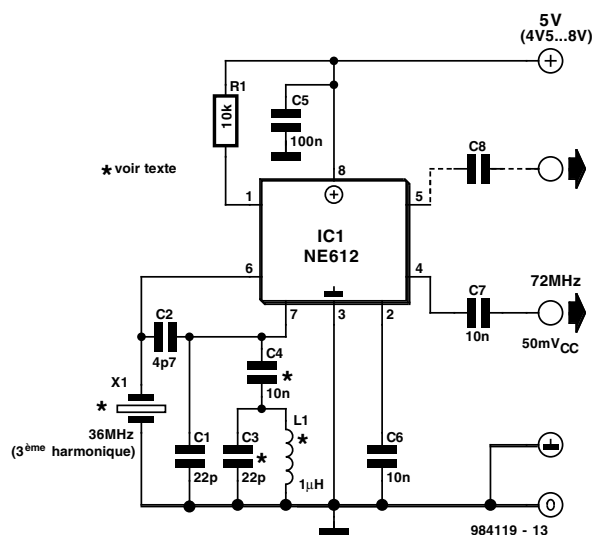 5V
(4V5...8V)
+
R1
10k
C5
100n
C8
* voir texte
8
+
1
5
IC1
NE612
6
4
7
3
2
72MHz
C7
10n
50mVCC
C2
4p7
C4
*
10n
X1
*
36MHz
(3ème harmonique)
C1
22p
C3
*
22p
L1
*
1µH
C6
10n
0
984119 - 13